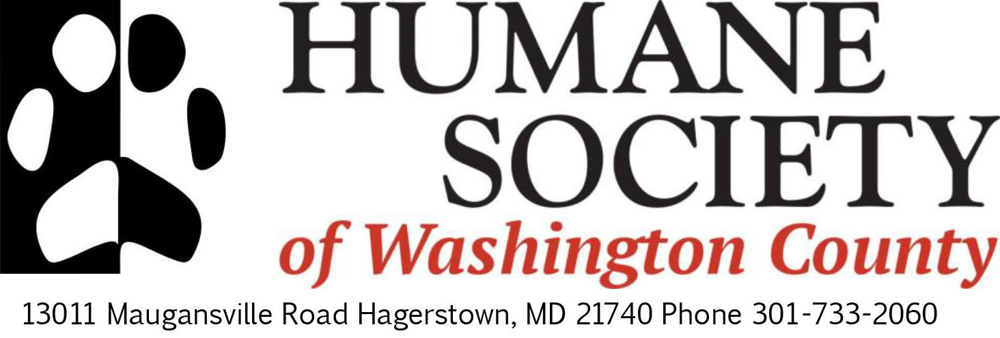 HUMANE
SOCIETY
of Washington County
13011 Maugansville Road Hagerstown, MD 21740 Phone 301-733-2060